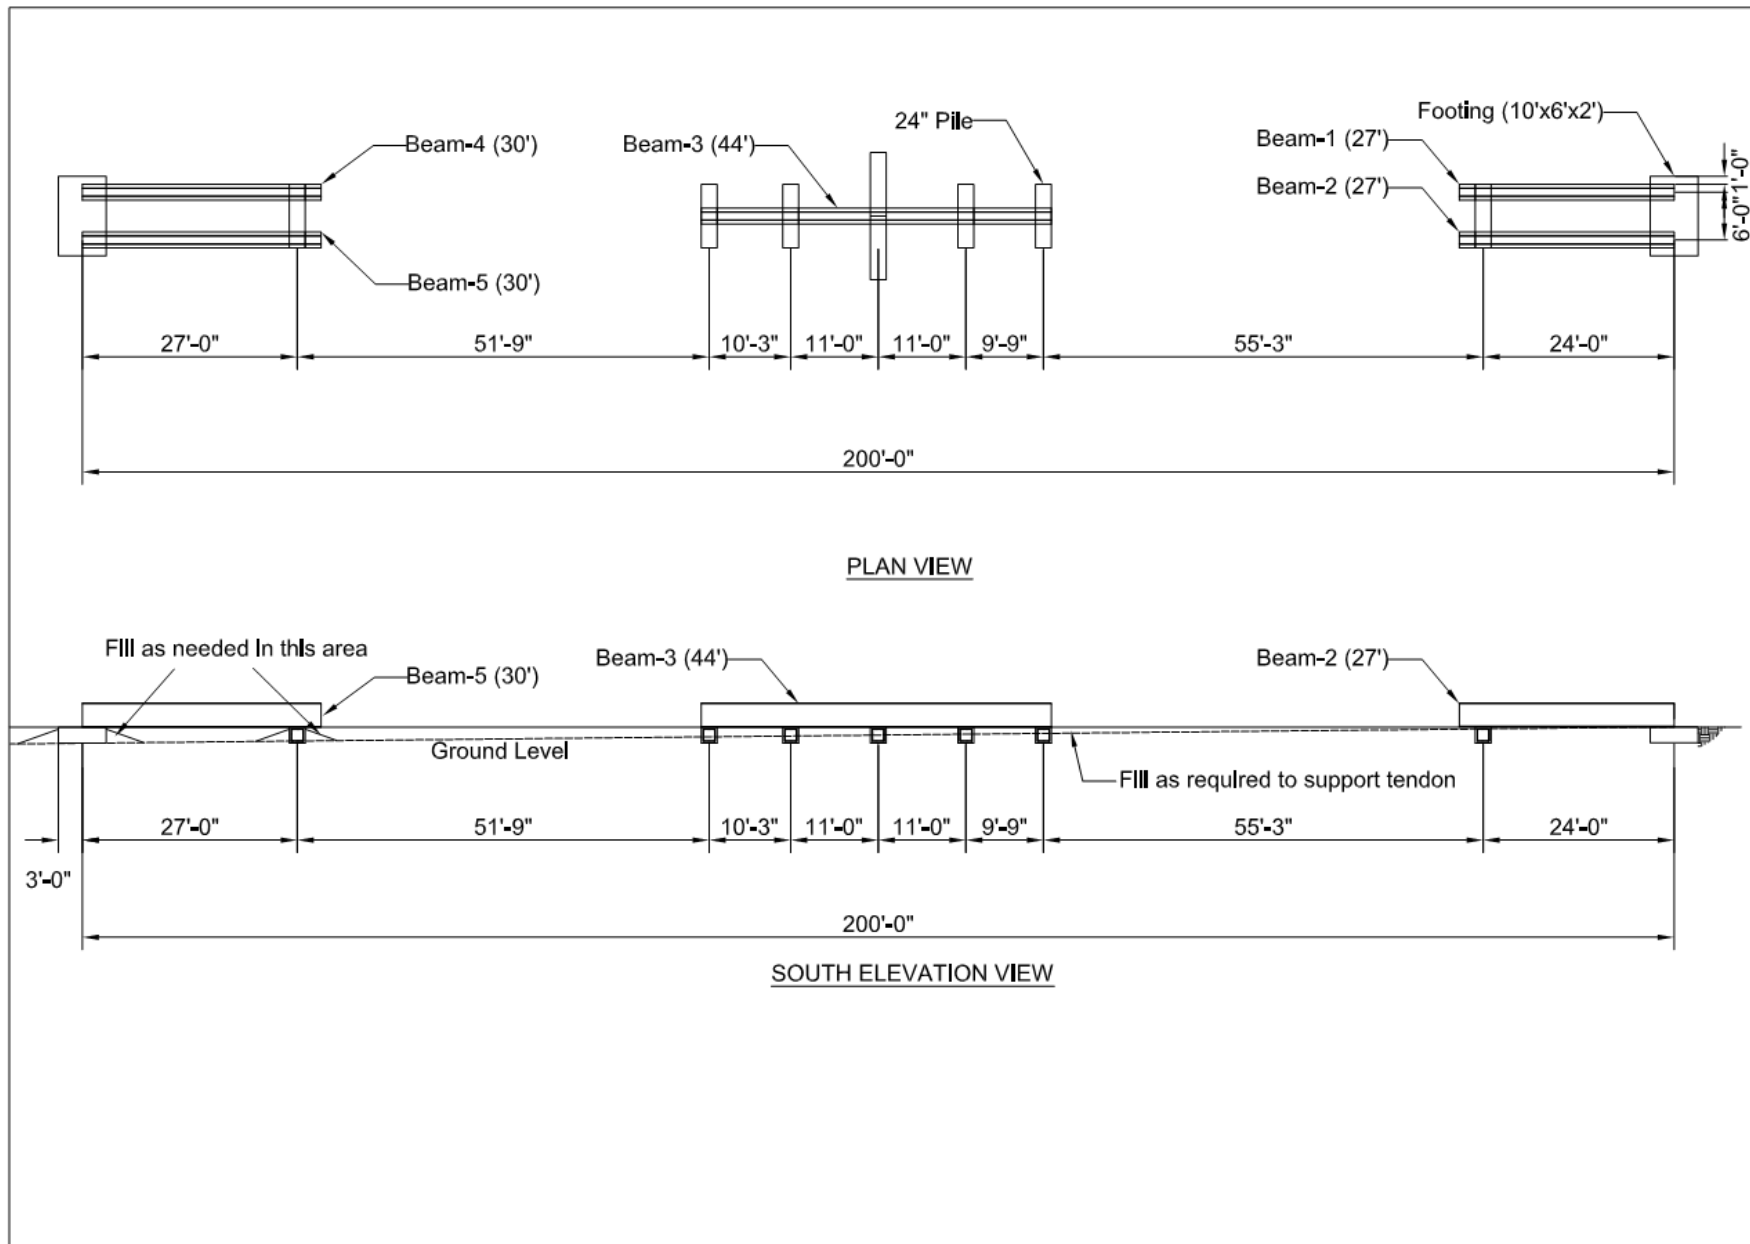 24" Pile
Footing (10'x6'x2')
Beam-4 (30')
Beam-3 (44')
Beam-1 (27')
Beam-2 (27')
1'-0"
6'-0"
Beam-5 (30')
27'-0"
51'-9"
10'-3"
11'-0"
11'-0"
9'-9"
55'-3"
24'-0"
200'-0"
PLAN VIEW
Fill as needed in this area
Beam-5 (30')
Beam-3 (44')
Beam-2 (27')
Ground Level
Fill as required to support tendon
27'-0"
51'-9"
10'-3"
11'-0"
11'-0"
9'-9"
55'-3"
24'-0"
3'-0"
200'-0"
SOUTH ELEVATION VIEW